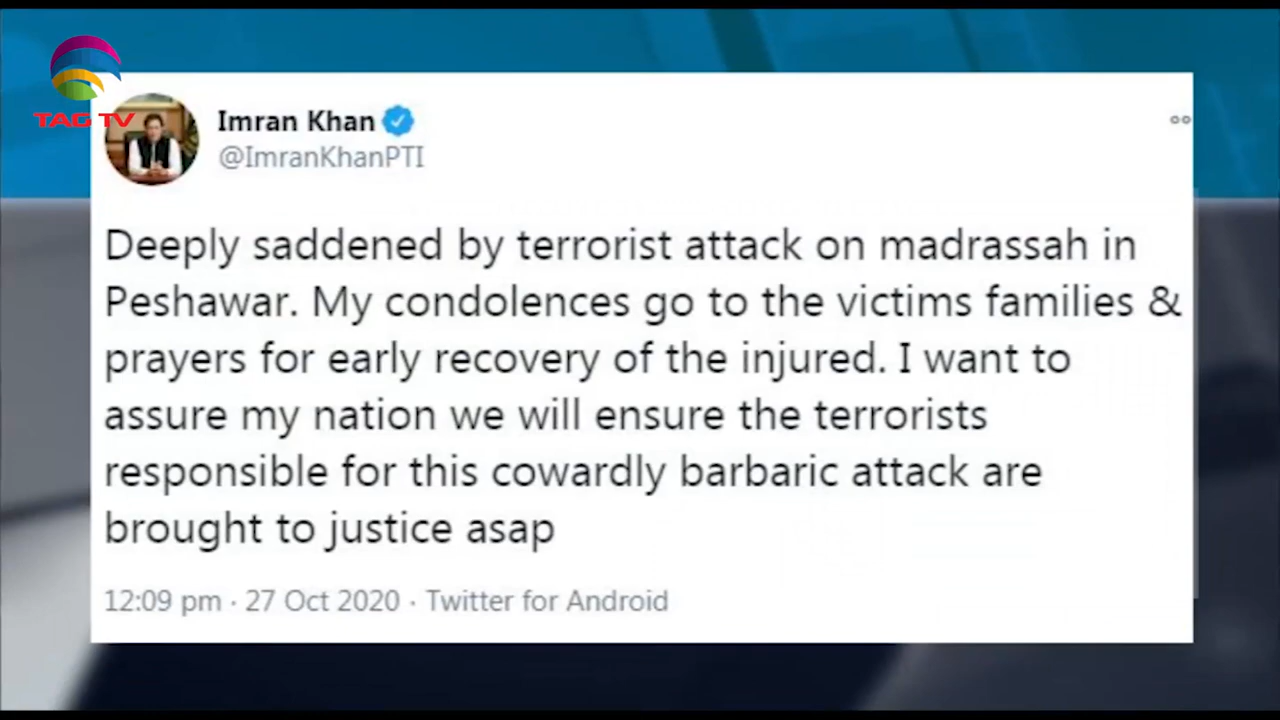 TAG TV
Imran Khan
@ImranKhanPTI
Deeply saddened by terrorist attack on madrassah in
Peshawar. My condolences go to the victims families &
prayers for early recovery of the injured. I want to
assure my nation we will ensure the terrorists
responsible for this cowardly barbaric attack are
brought to justice asap
12:09 pm · 27 Oct 2020 · Twitter for Android